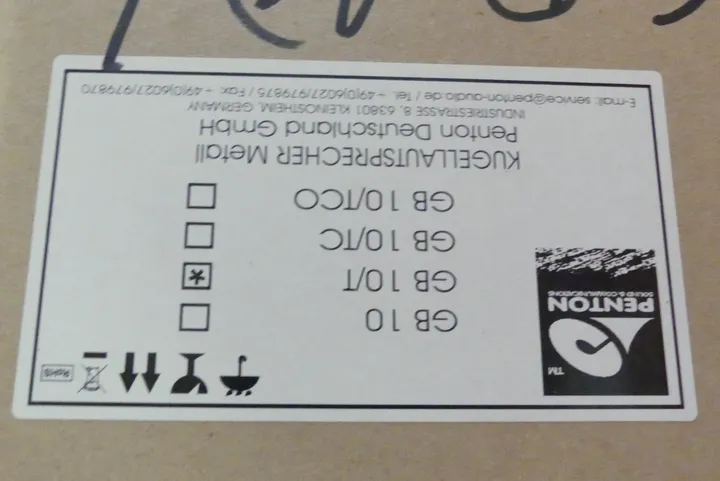 TM
PENTON
SOUND & COMMUNICATIONS
RoHS
GB 10
GB 10/T
GB 10/TC
GB 10/TCO
KUGELLAUTSPRECHER Metall
Penton Deutschland GmbH
INDUSTRIESTRASSE 8, 63801 KLEINOSTHEIM, GERMANY
E-mail: service@penton-audio.de / Tel. + 49(0)6027/979875 / Fax: + 49(0)6027/979870